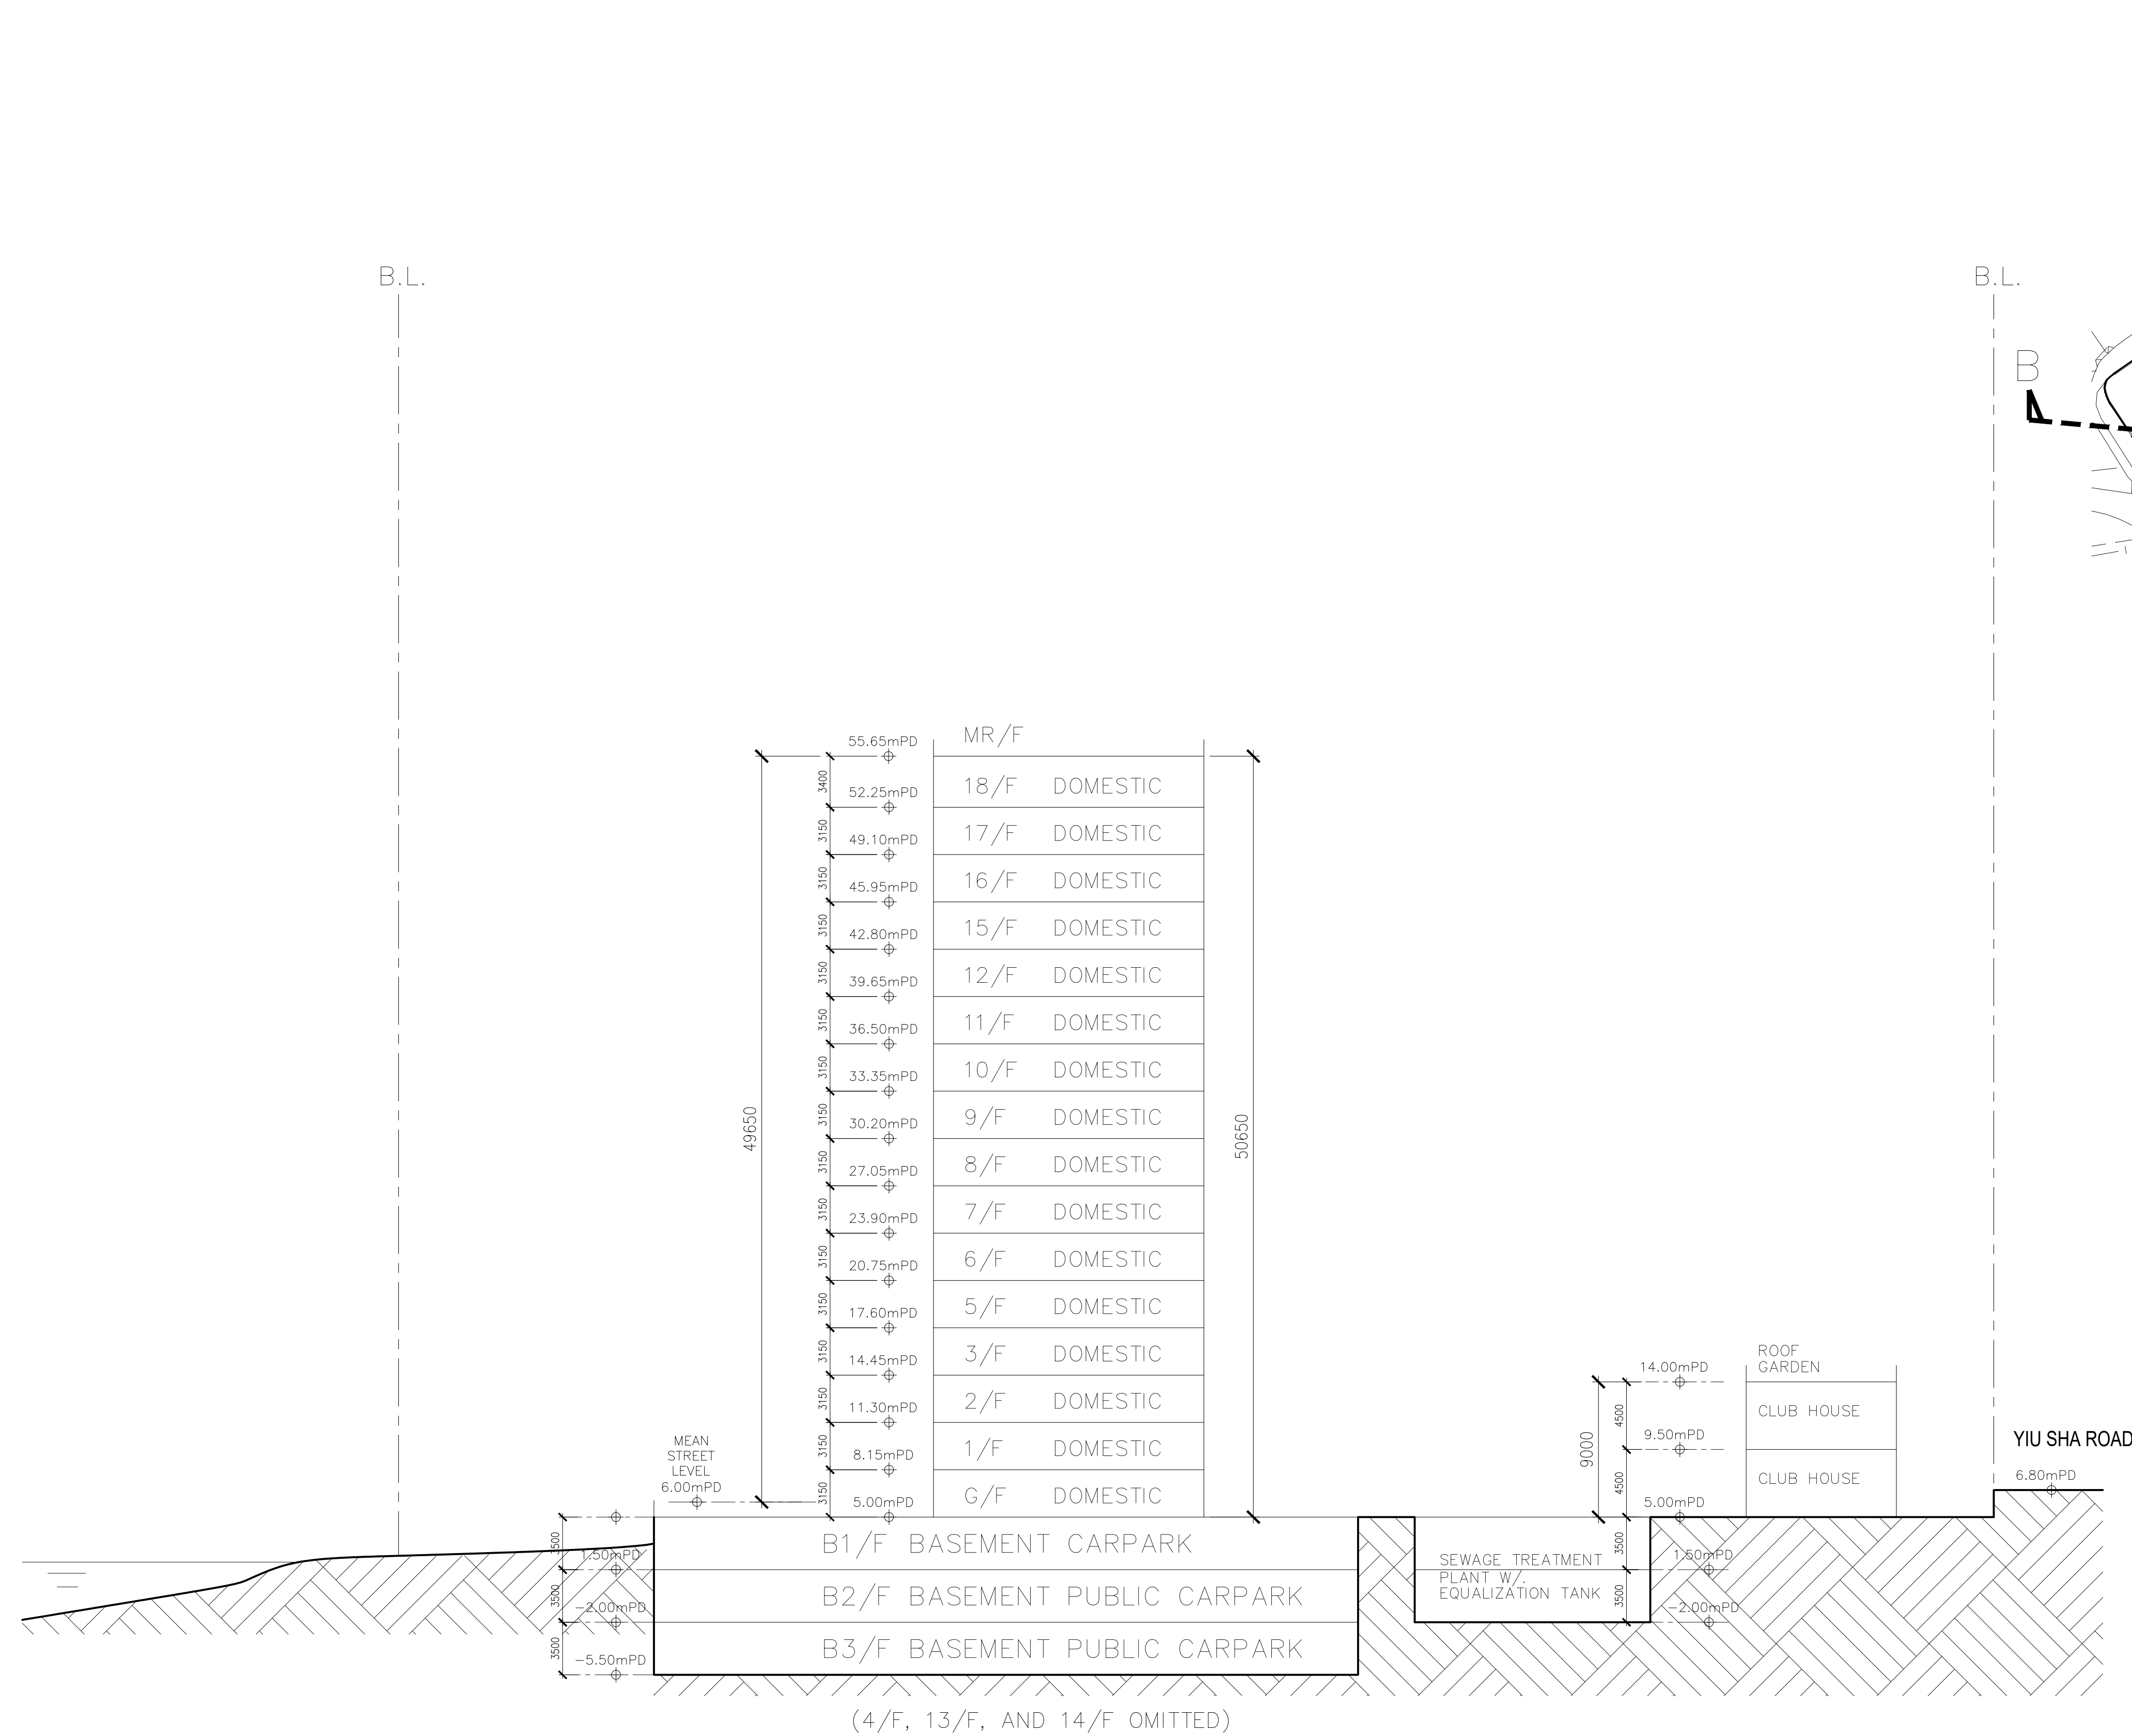 B.L.
B.L.
B
MR/F
55.65mPD
3400
18/F DOMESTIC
52.25mPD
3150
17/F DOMESTIC
49.10mPD
3150
16/F DOMESTIC
45.95mPD
3150
15/F DOMESTIC
42.80mPD
3150
12/F DOMESTIC
39.65mPD
3150
11/F DOMESTIC
36.50mPD
3150
10/F DOMESTIC
33.35mPD
3150
9/F DOMESTIC
30.20mPD
49650
50650
3150
8/F DOMESTIC
27.05mPD
3150
7/F DOMESTIC
23.90mPD
3150
6/F DOMESTIC
20.75mPD
3150
5/F DOMESTIC
17.60mPD
3150
3/F DOMESTIC
14.45mPD
3150
2/F DOMESTIC
11.30mPD
3150
1/F DOMESTIC
8.15mPD
3150
G/F DOMESTIC
5.00mPD
MEAN
STREET
LEVEL
6.00mPD
ROOF
GARDEN
14.00mPD
4500
CLUB HOUSE
9.50mPD
9000
4500
CLUB HOUSE
5.00mPD
YIU SHA ROAD
6.80mPD
3500
1.50mPD
B1/F BASEMENT CARPARK
3500
-2.00mPD
B2/F BASEMENT PUBLIC CARPARK
3500
-5.50mPD
B3/F BASEMENT PUBLIC CARPARK
SEWAGE TREATMENT
PLANT W/.
EQUALIZATION TANK
3500
1.50mPD
3500
-2.00mPD
(4/F, 13/F, AND 14/F OMITTED)